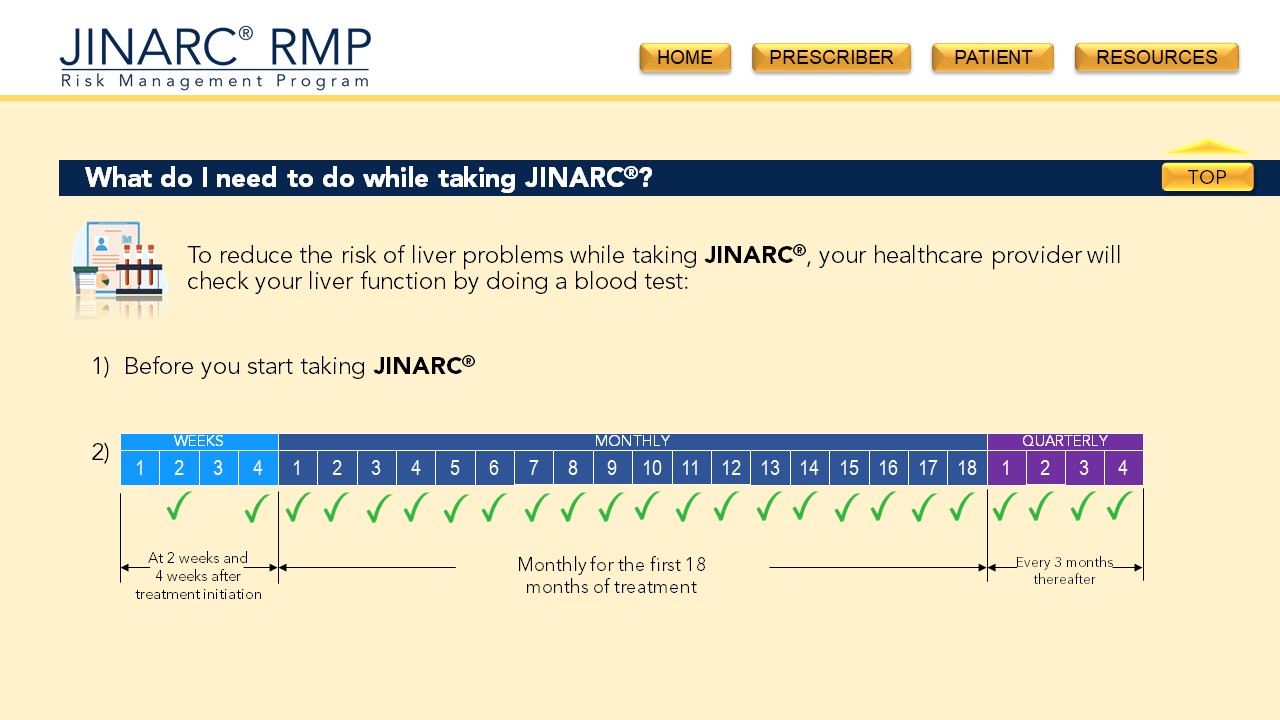 JINARC® RMP
Risk Management Program
HOME
PRESCRIBER
PATIENT
RESOURCES
What do I need to do while taking JINARC®?
TOP
To reduce the risk of liver problems while taking JINARC®, your healthcare provider will
check your liver function by doing a blood test:
1) Before you start taking JINARC®
2)
WEEKS MONTHLY QUARTERLY
1 2 3 4 1 2 3 4 5 6 7 8 9 10 11 12 13 14 15 16 17 18 1 2 3 4
At 2 weeks and
4 weeks after
treatment initiation
Monthly for the first 18
months of treatment
Every 3 months
thereafter